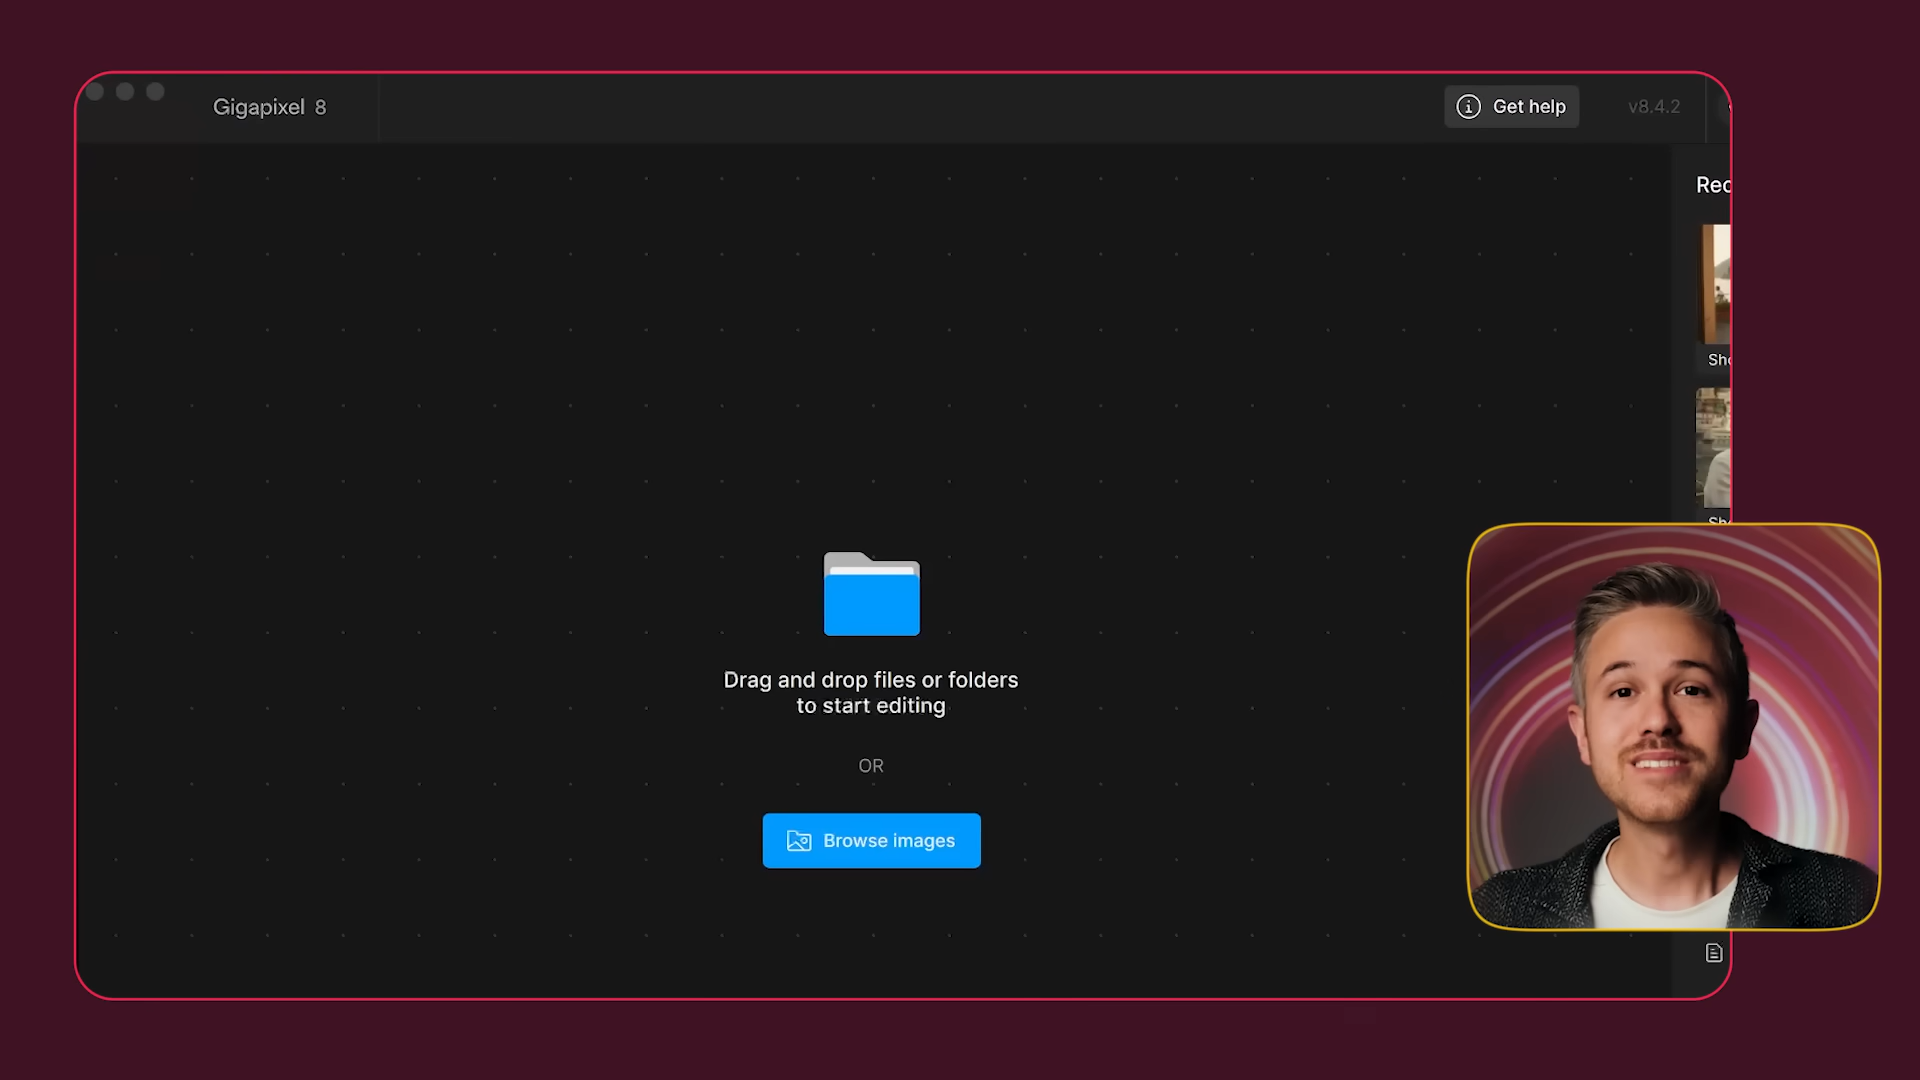 Gigapixel 8
Get help
v8.4.2
Drag and drop files or folders
to start editing
OR
Browse images